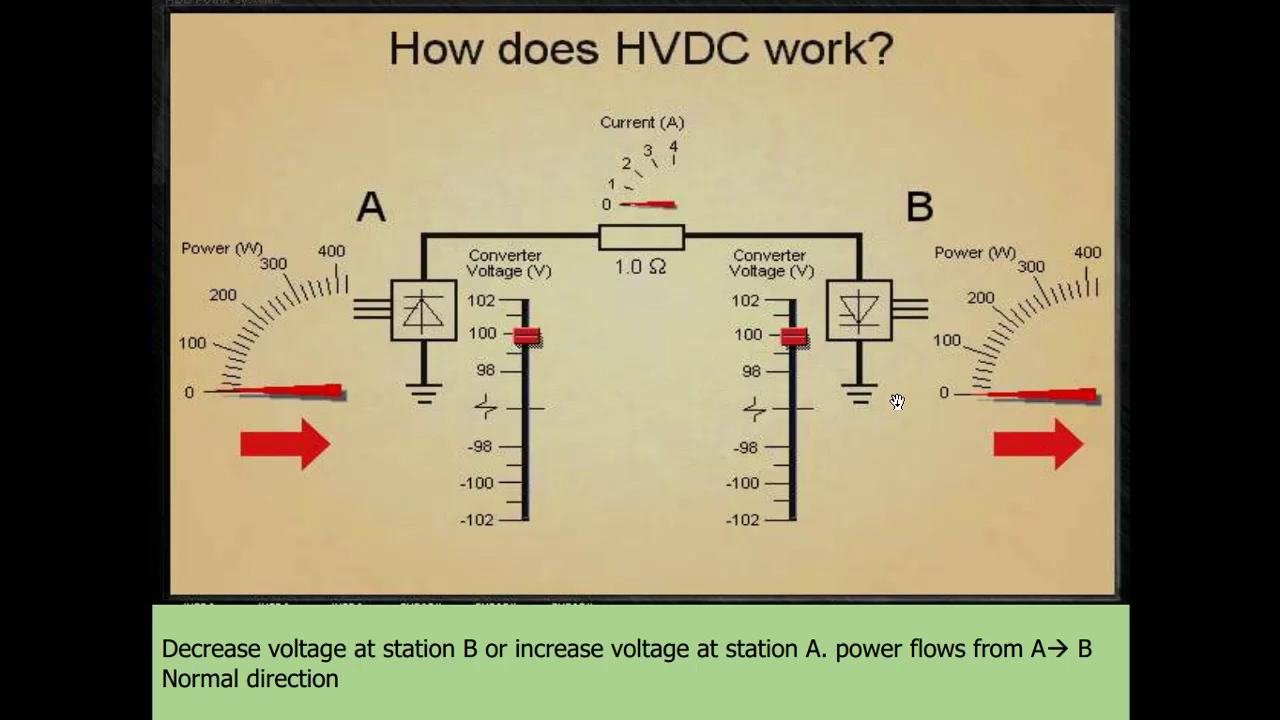 How does HVDC work?
Current (A)
0 1 2 3 4
A
B
Power (W)
0 100 200 300 400
Converter
Voltage (V)
102
100
98
-98
-100
-102
1.0 Ω
Converter
Voltage (V)
102
100
98
-98
-100
-102
Power (W)
0 100 200 300 400
Decrease voltage at station B or increase voltage at station A. power flows from A→ B
Normal direction